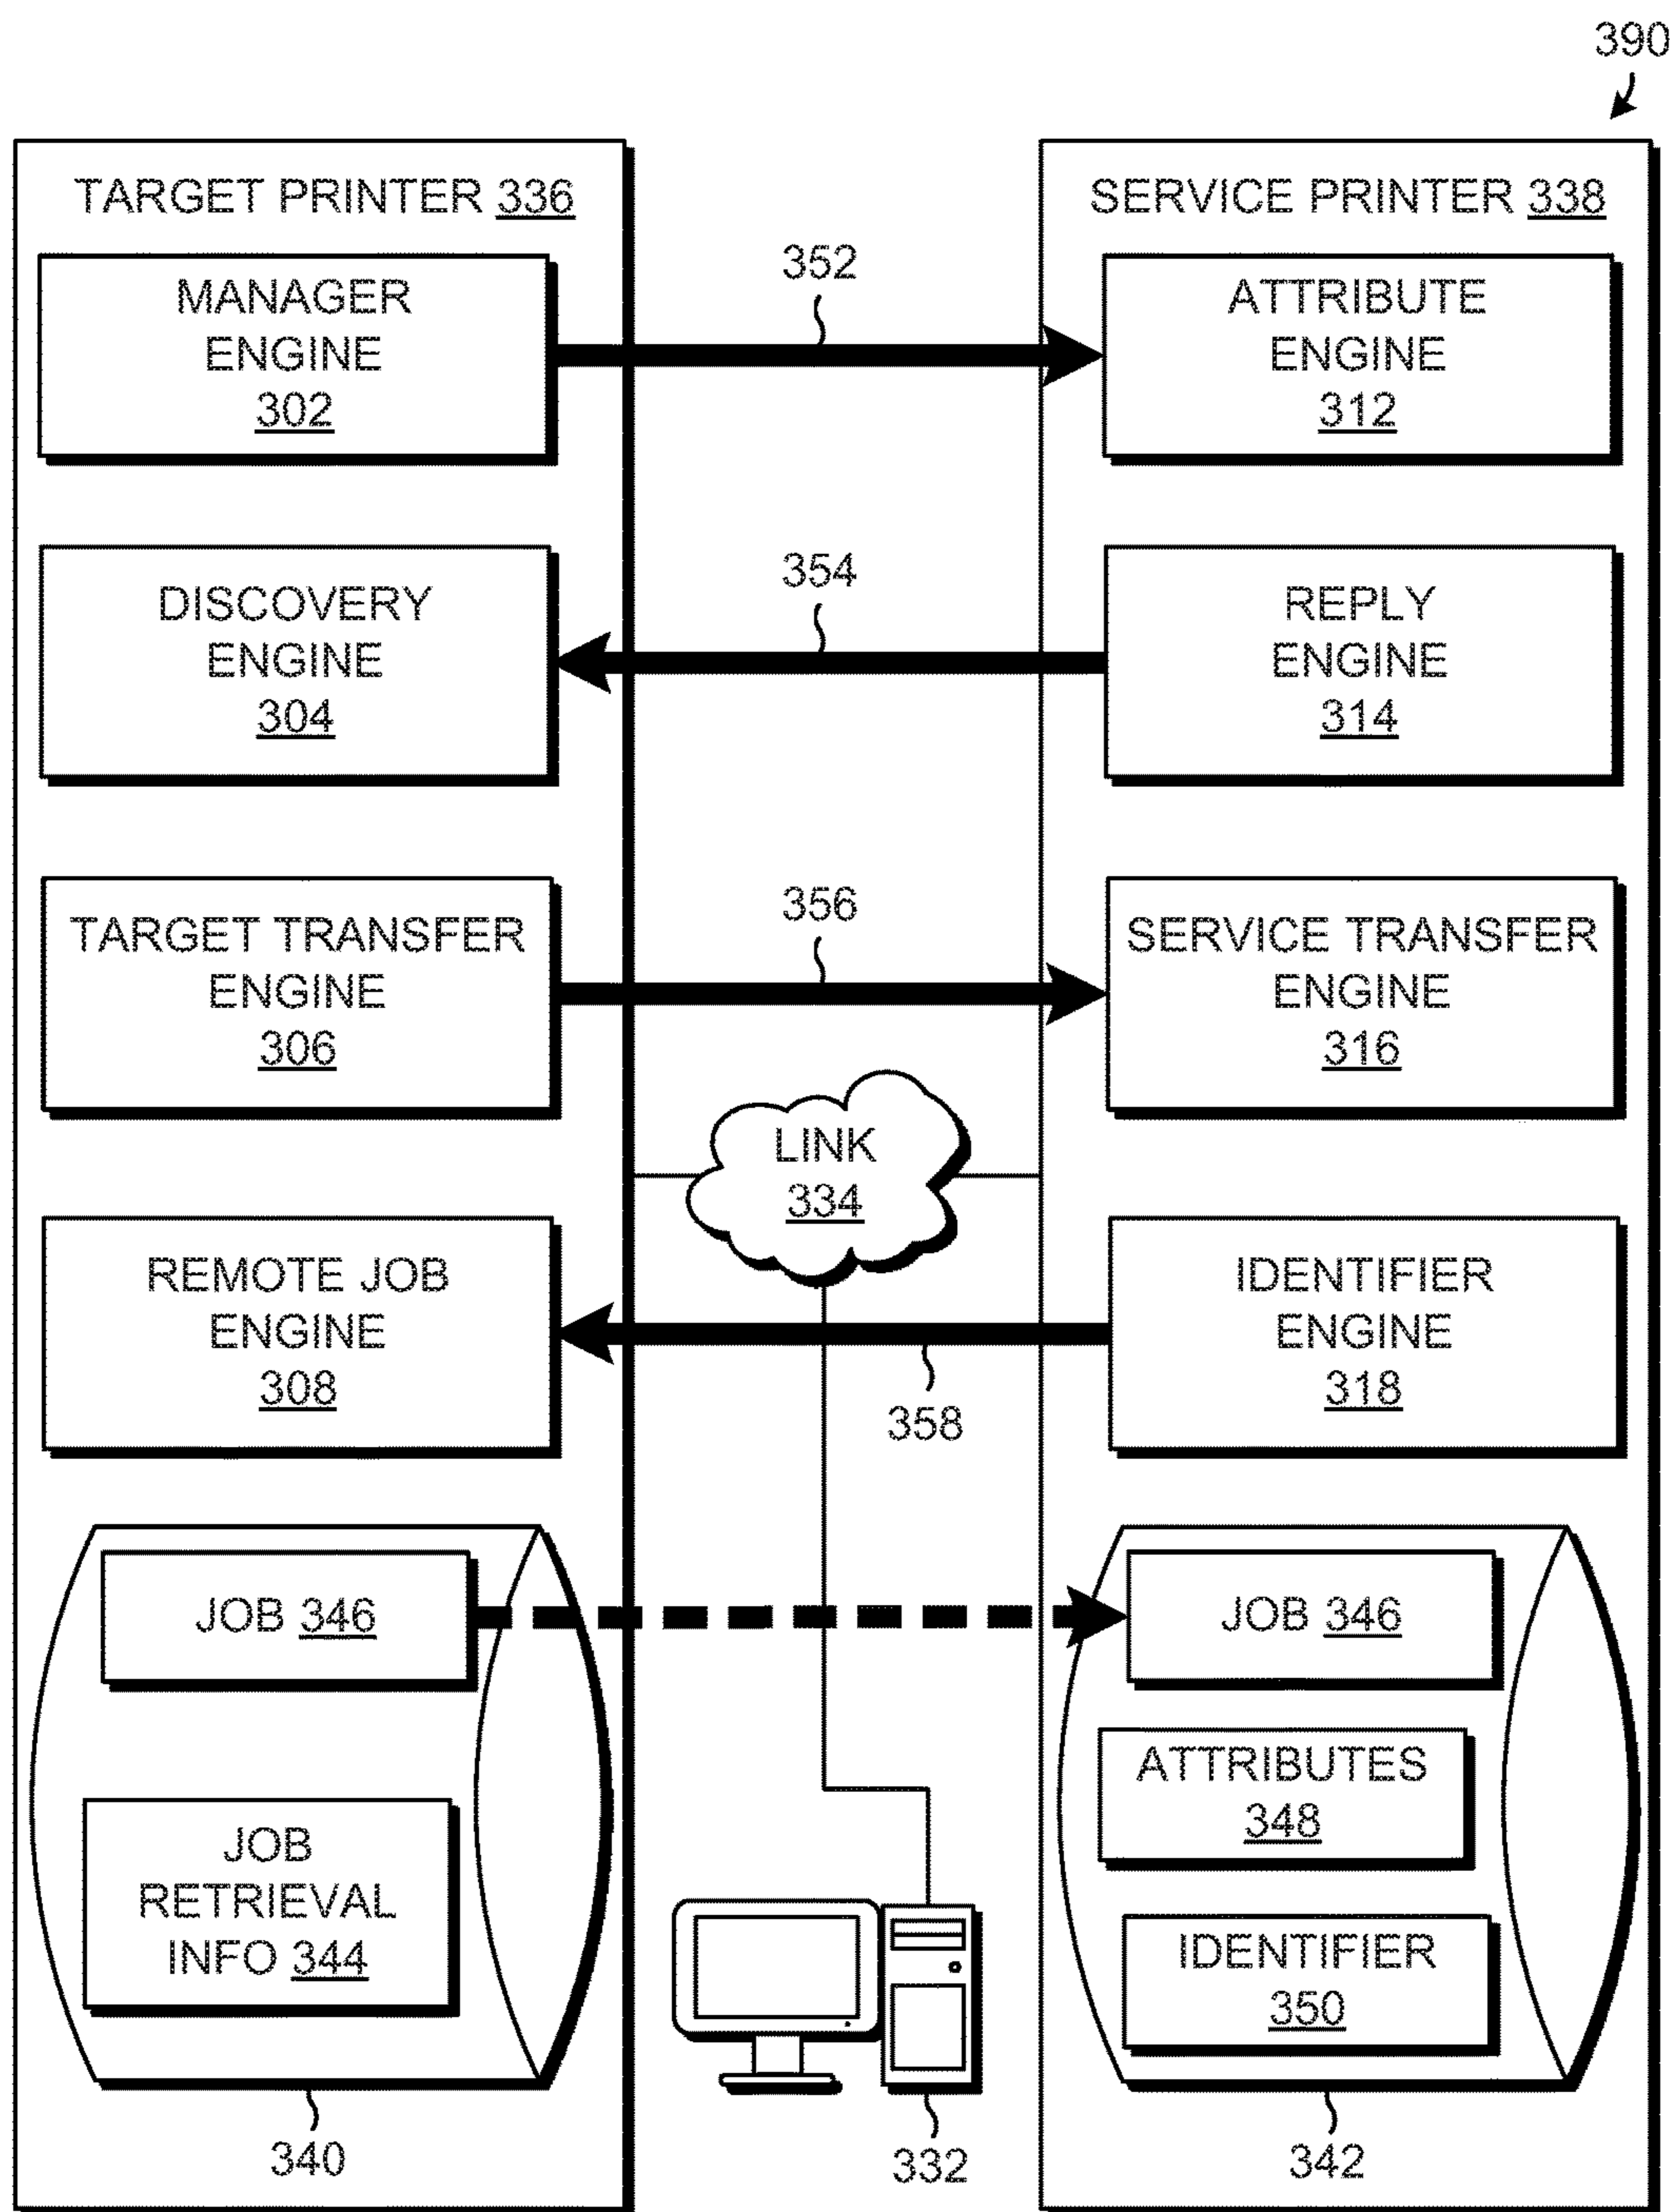 390
TARGET PRINTER 336
MANAGER
ENGINE
302
DISCOVERY
ENGINE
304
TARGET TRANSFER
ENGINE
306
REMOTE JOB
ENGINE
308
JOB 346
JOB
RETRIEVAL
INFO 344
340
352
354
356
LINK
334
358
332
SERVICE PRINTER 338
ATTRIBUTE
ENGINE
312
REPLY
ENGINE
314
SERVICE TRANSFER
ENGINE
316
IDENTIFIER
ENGINE
318
JOB 346
ATTRIBUTES
348
IDENTIFIER
350
342